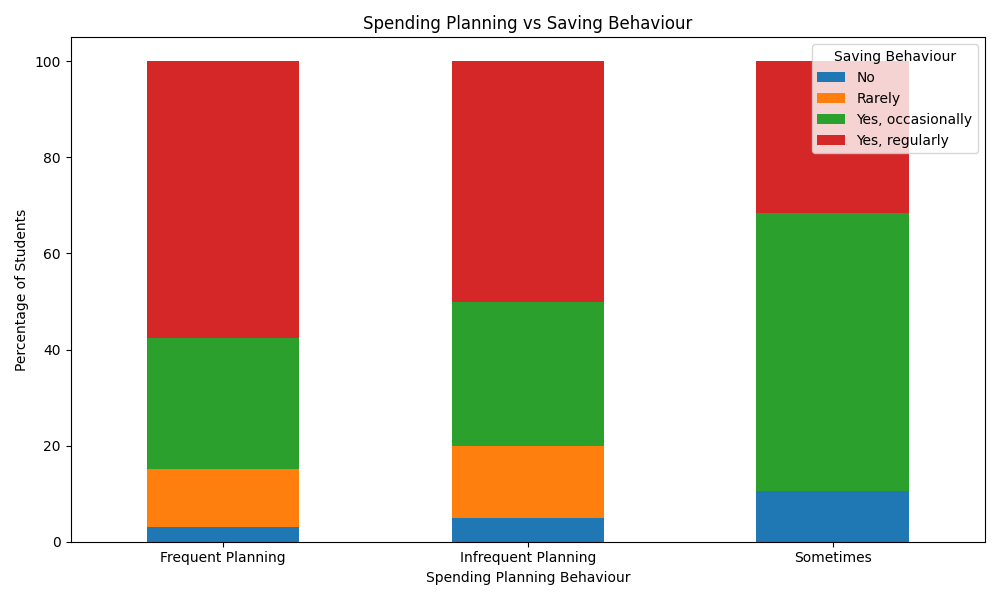 Spending Planning vs Saving Behaviour
Saving Behaviour
No
Rarely
Yes, occasionally
Yes, regularly
Percentage of Students
100
80
60
40
20
0
Frequent Planning
Infrequent Planning
Sometimes
Spending Planning Behaviour